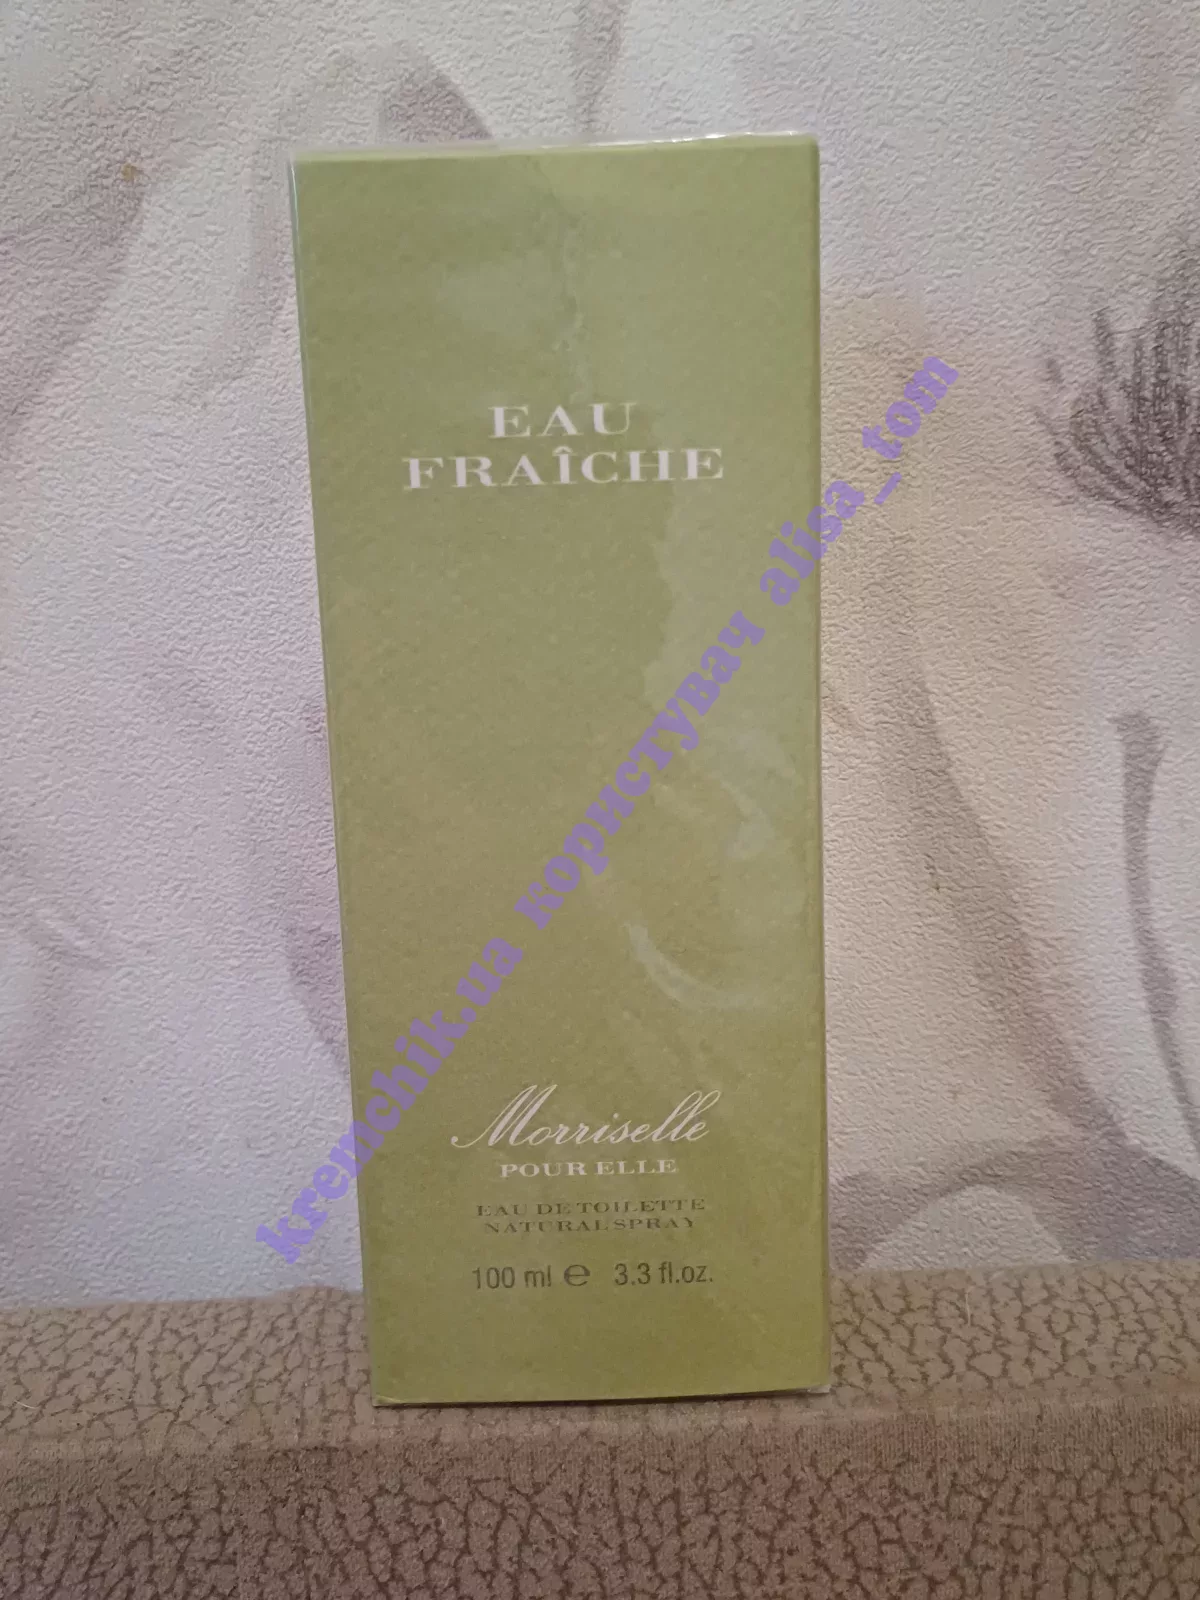 EAU
FRAÎCHE
kremchik.ua користувач alisa_tom
Morriselle
POUR ELLE
EAU DE TOILETTE
NATURAL SPRAY
100 ml ℮ 3.3 fl.oz.